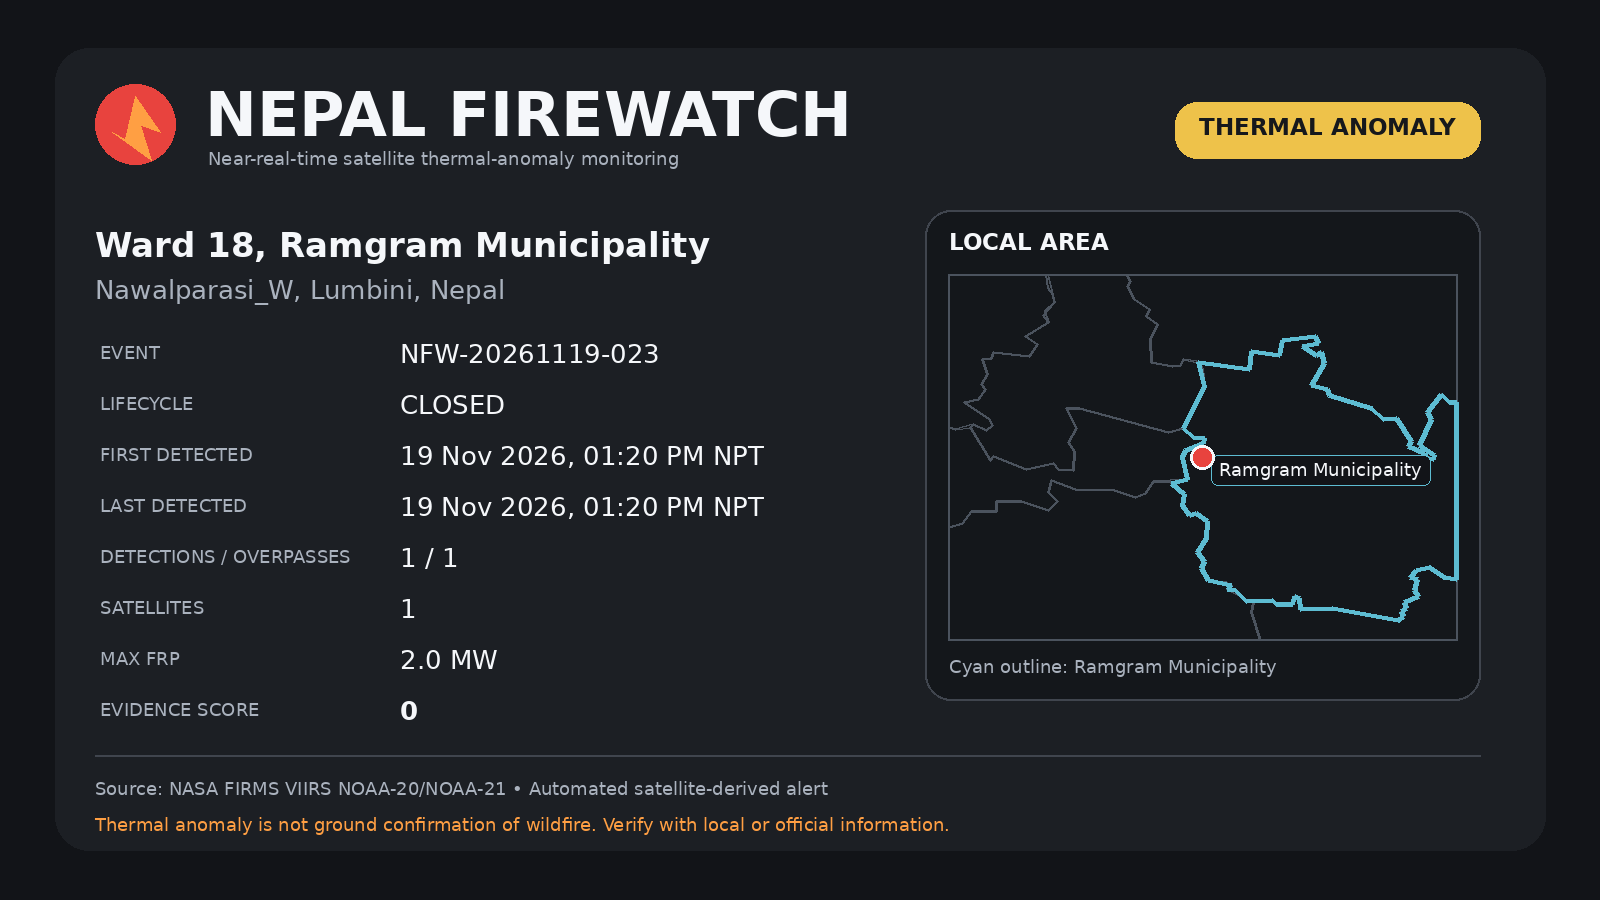 NEPAL FIREWATCH
Near-real-time satellite thermal-anomaly monitoring
THERMAL ANOMALY
Ward 18, Ramgram Municipality
Nawalparasi_W, Lumbini, Nepal
EVENT NFW-20261119-023
LIFECYCLE CLOSED
FIRST DETECTED 19 Nov 2026, 01:20 PM NPT
LAST DETECTED 19 Nov 2026, 01:20 PM NPT
DETECTIONS / OVERPASSES 1 / 1
SATELLITES 1
MAX FRP 2.0 MW
EVIDENCE SCORE 0
LOCAL AREA
Ramgram Municipality
Cyan outline: Ramgram Municipality
Source: NASA FIRMS VIIRS NOAA-20/NOAA-21 • Automated satellite-derived alert
Thermal anomaly is not ground confirmation of wildfire. Verify with local or official information.